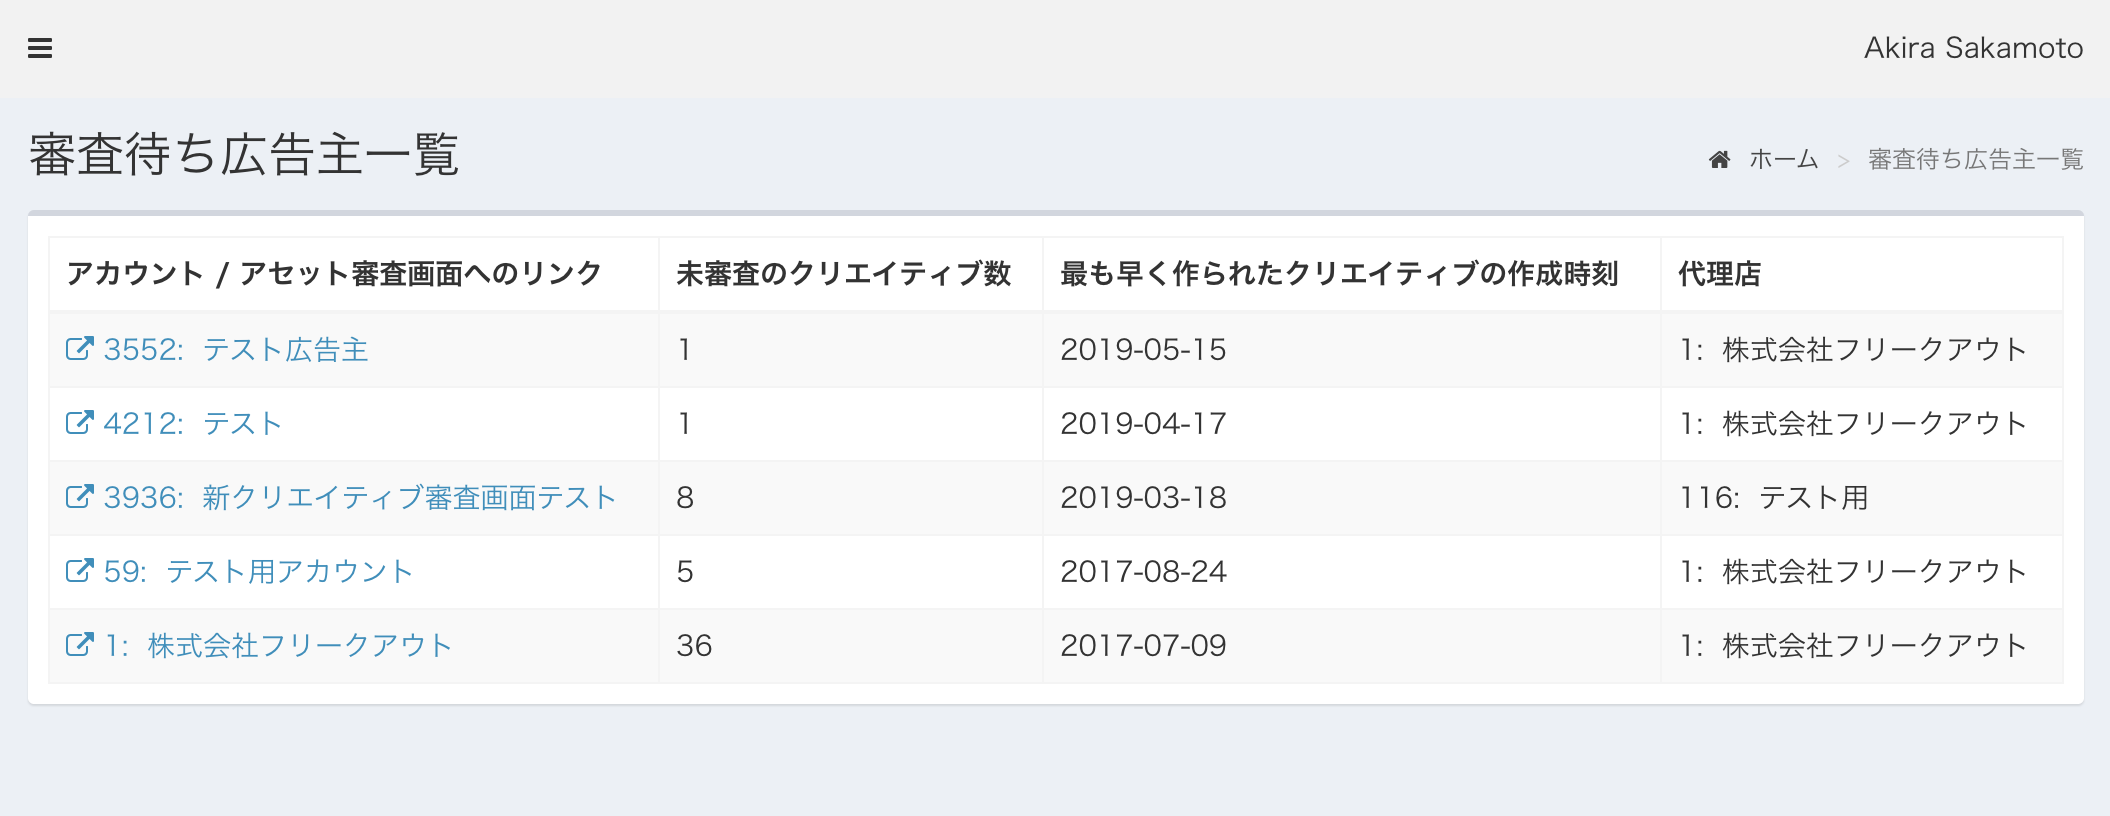 Akira Sakamoto
審査待ち広告主一覧
ホーム > 審査待ち広告主一覧
アカウント / アセット審査画面へのリンク 未審査のクリエイティブ数 最も早く作られたクリエイティブの作成時刻 代理店
3552: テスト広告主 1 2019-05-15 1: 株式会社フリークアウト
4212: テスト 1 2019-04-17 1: 株式会社フリークアウト
3936: 新クリエイティブ審査画面テスト 8 2019-03-18 116: テスト用
59: テスト用アカウント 5 2017-08-24 1: 株式会社フリークアウト
1: 株式会社フリークアウト 36 2017-07-09 1: 株式会社フリークアウト